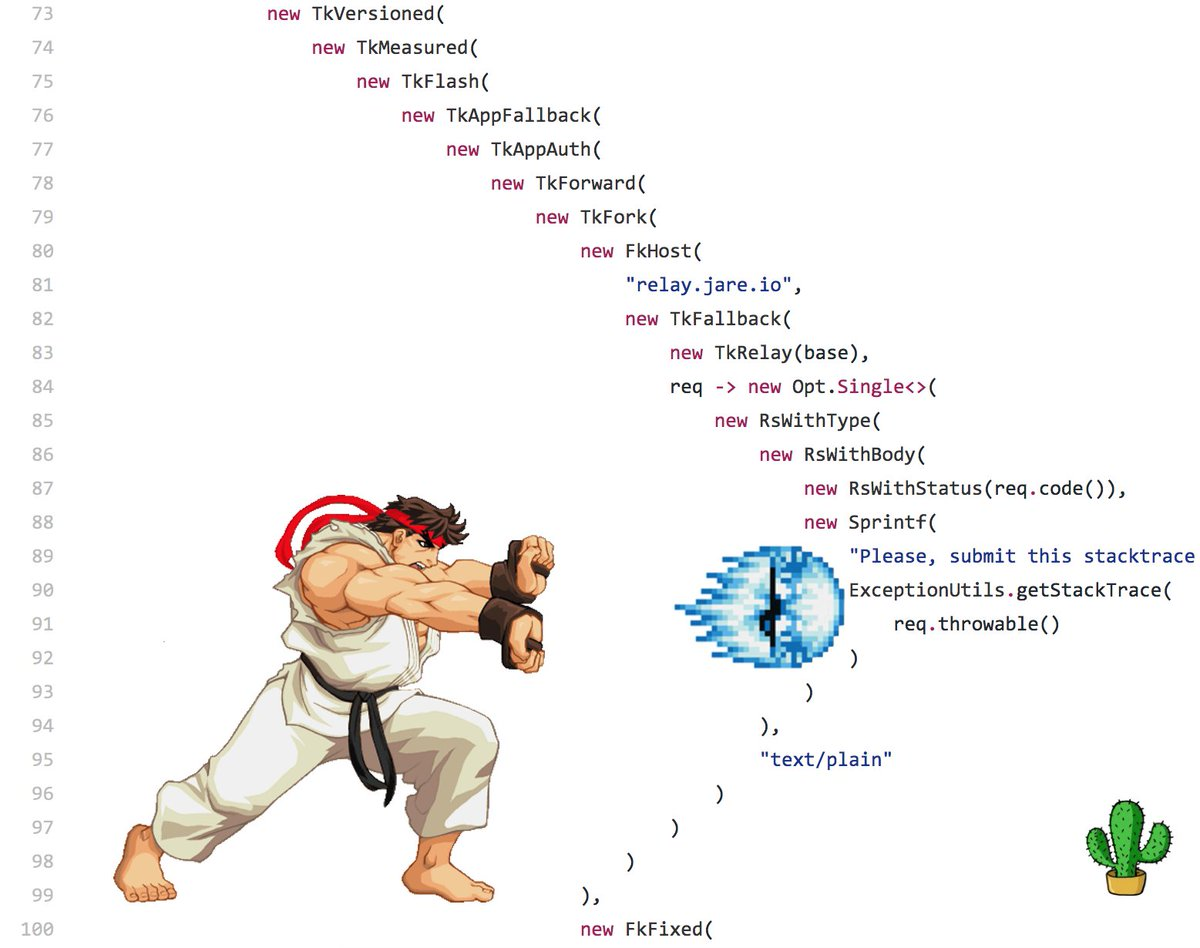 73 new TkVersioned(
74 new TkMeasured(
75 new TkFlash(
76 new TkAppFallback(
77 new TkAppAuth(
78 new TkForward(
79 new TkFork(
80 new FkHost(
81 "relay.jare.io",
82 new TkFallback(
83 new TkRelay(base),
84 req -> new Opt.Single<>(
85 new RsWithType(
86 new RsWithBody(
87 new RsWithStatus(req.code()),
88 new Sprintf(
89 "Please, submit this stacktrace
90 ExceptionUtils.getStackTrace(
91 req.throwable()
92 )
93 )
94 ),
95 "text/plain"
96 )
97 )
98 )
99 ),
100 new FkFixed(